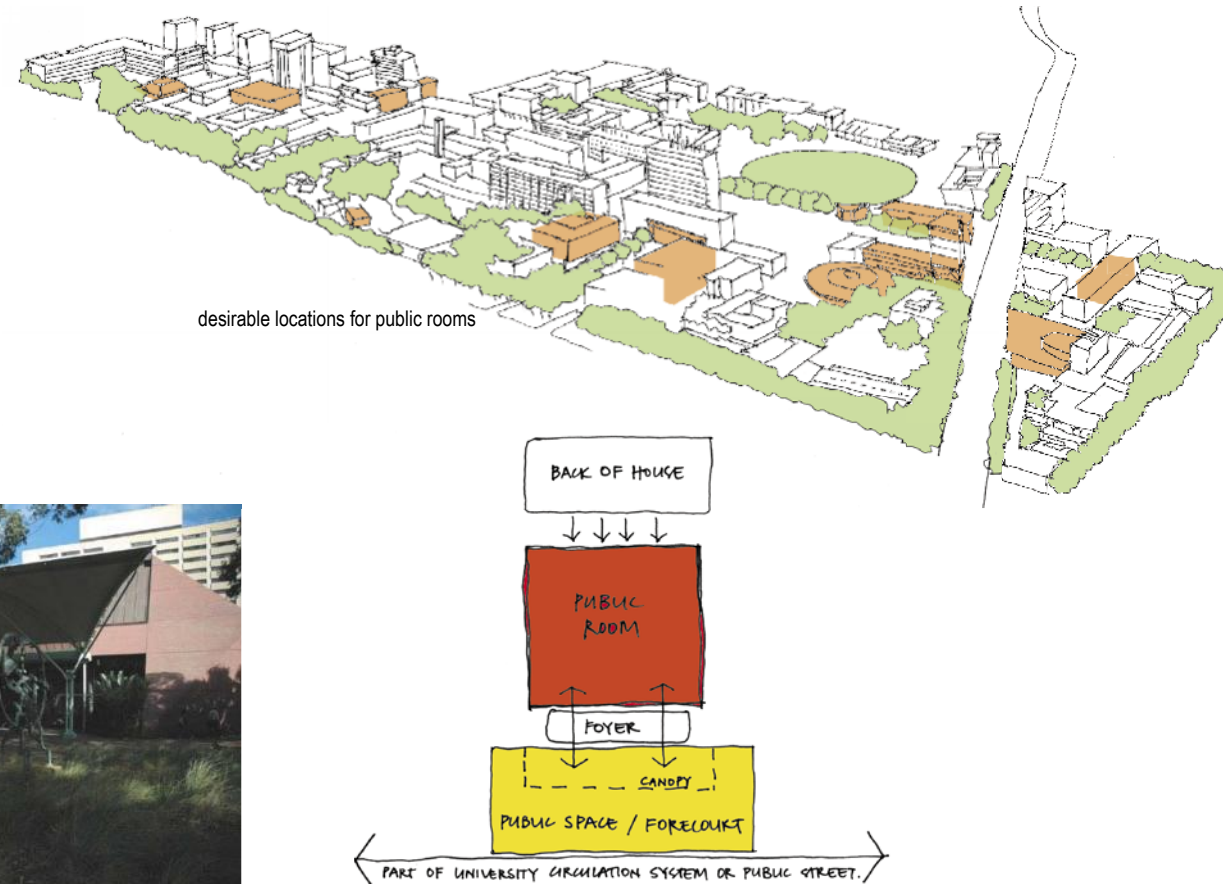 desirable locations for public rooms
BACK OF HOUSE
PUBLIC
ROOM
FOYER
CANOPY
PUBLIC SPACE / FORECOURT
PART OF UNIVERSITY CIRCULATION SYSTEM OR PUBLIC STREET.